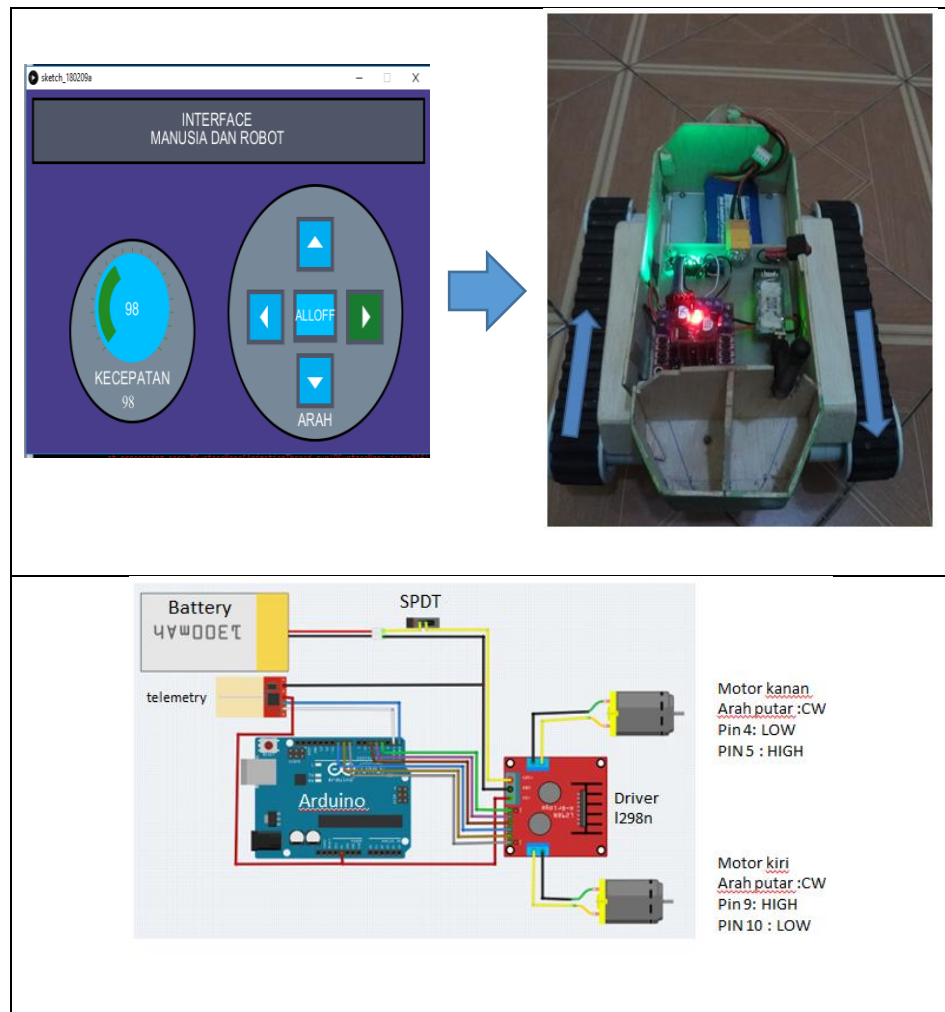 sketch_180209a
INTERFACE
MANUSIA DAN ROBOT
98
KECEPATAN
98
ALLOFF
ARAH
Battery
1300mAh
SPDT
telemetry
Arduino
Motor kanan
Arah putar :CW
Pin 4: LOW
PIN 5 : HIGH
Driver
l298n
Motor kiri
Arah putar :CW
Pin 9: HIGH
PIN 10 : LOW